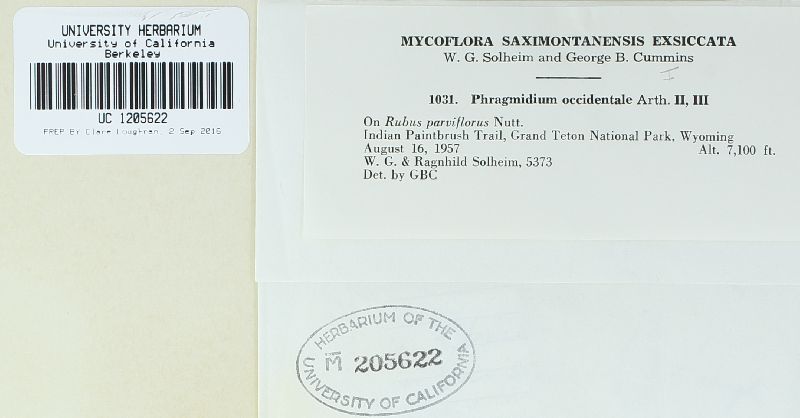 UNIVERSITY HERBARIUM
University of California
Berkeley
UC 1205622
PREP BY Clare Loughran, 2 Sep 2016
MYCOFLORA SAXIMONTANENSIS EXSICCATA
W. G. Solheim and George B. Cummins
I
1031. Phragmidium occidentale Arth. II, III
On Rubus parviflorus Nutt.
Indian Paintbrush Trail, Grand Teton National Park, Wyoming
August 16, 1957 Alt. 7,100 ft.
W. G. & Ragnhild Solheim, 5373
Det. by GBC
HERBARIUM OF THE
M 205622
UNIVERSITY OF CALIFORNIA